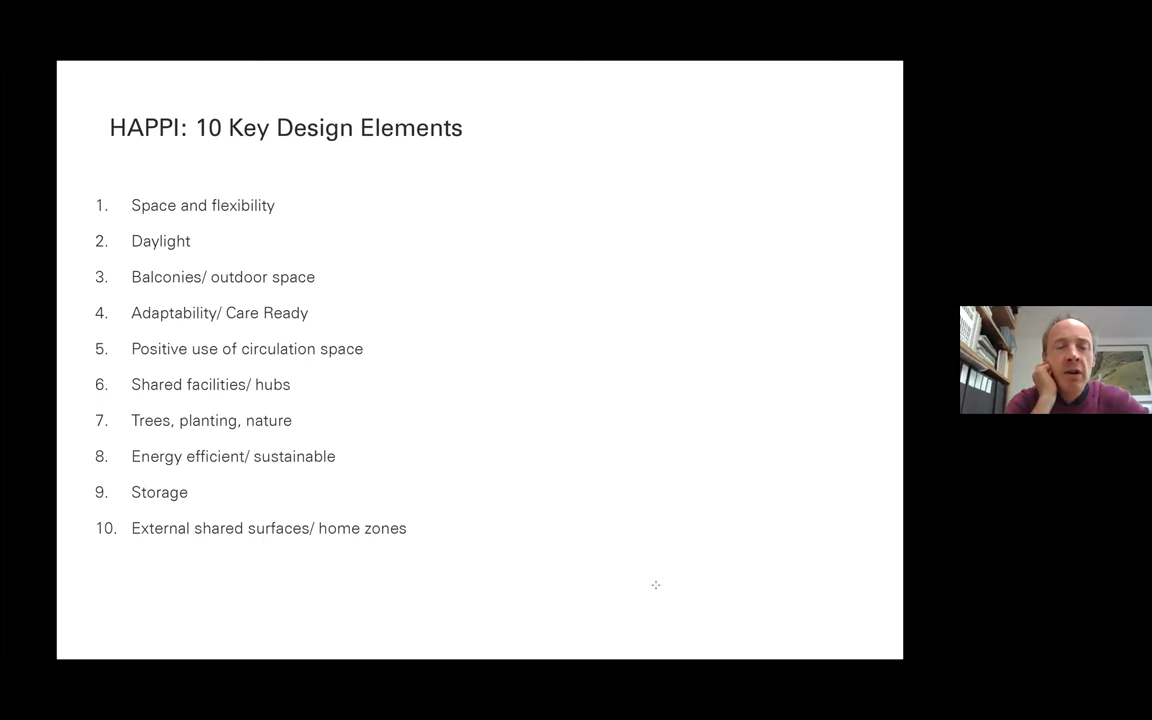 HAPPI: 10 Key Design Elements
1. Space and flexibility
2. Daylight
3. Balconies/ outdoor space
4. Adaptability/ Care Ready
5. Positive use of circulation space
6. Shared facilities/ hubs
7. Trees, planting, nature
8. Energy efficient/ sustainable
9. Storage
10. External shared surfaces/ home zones